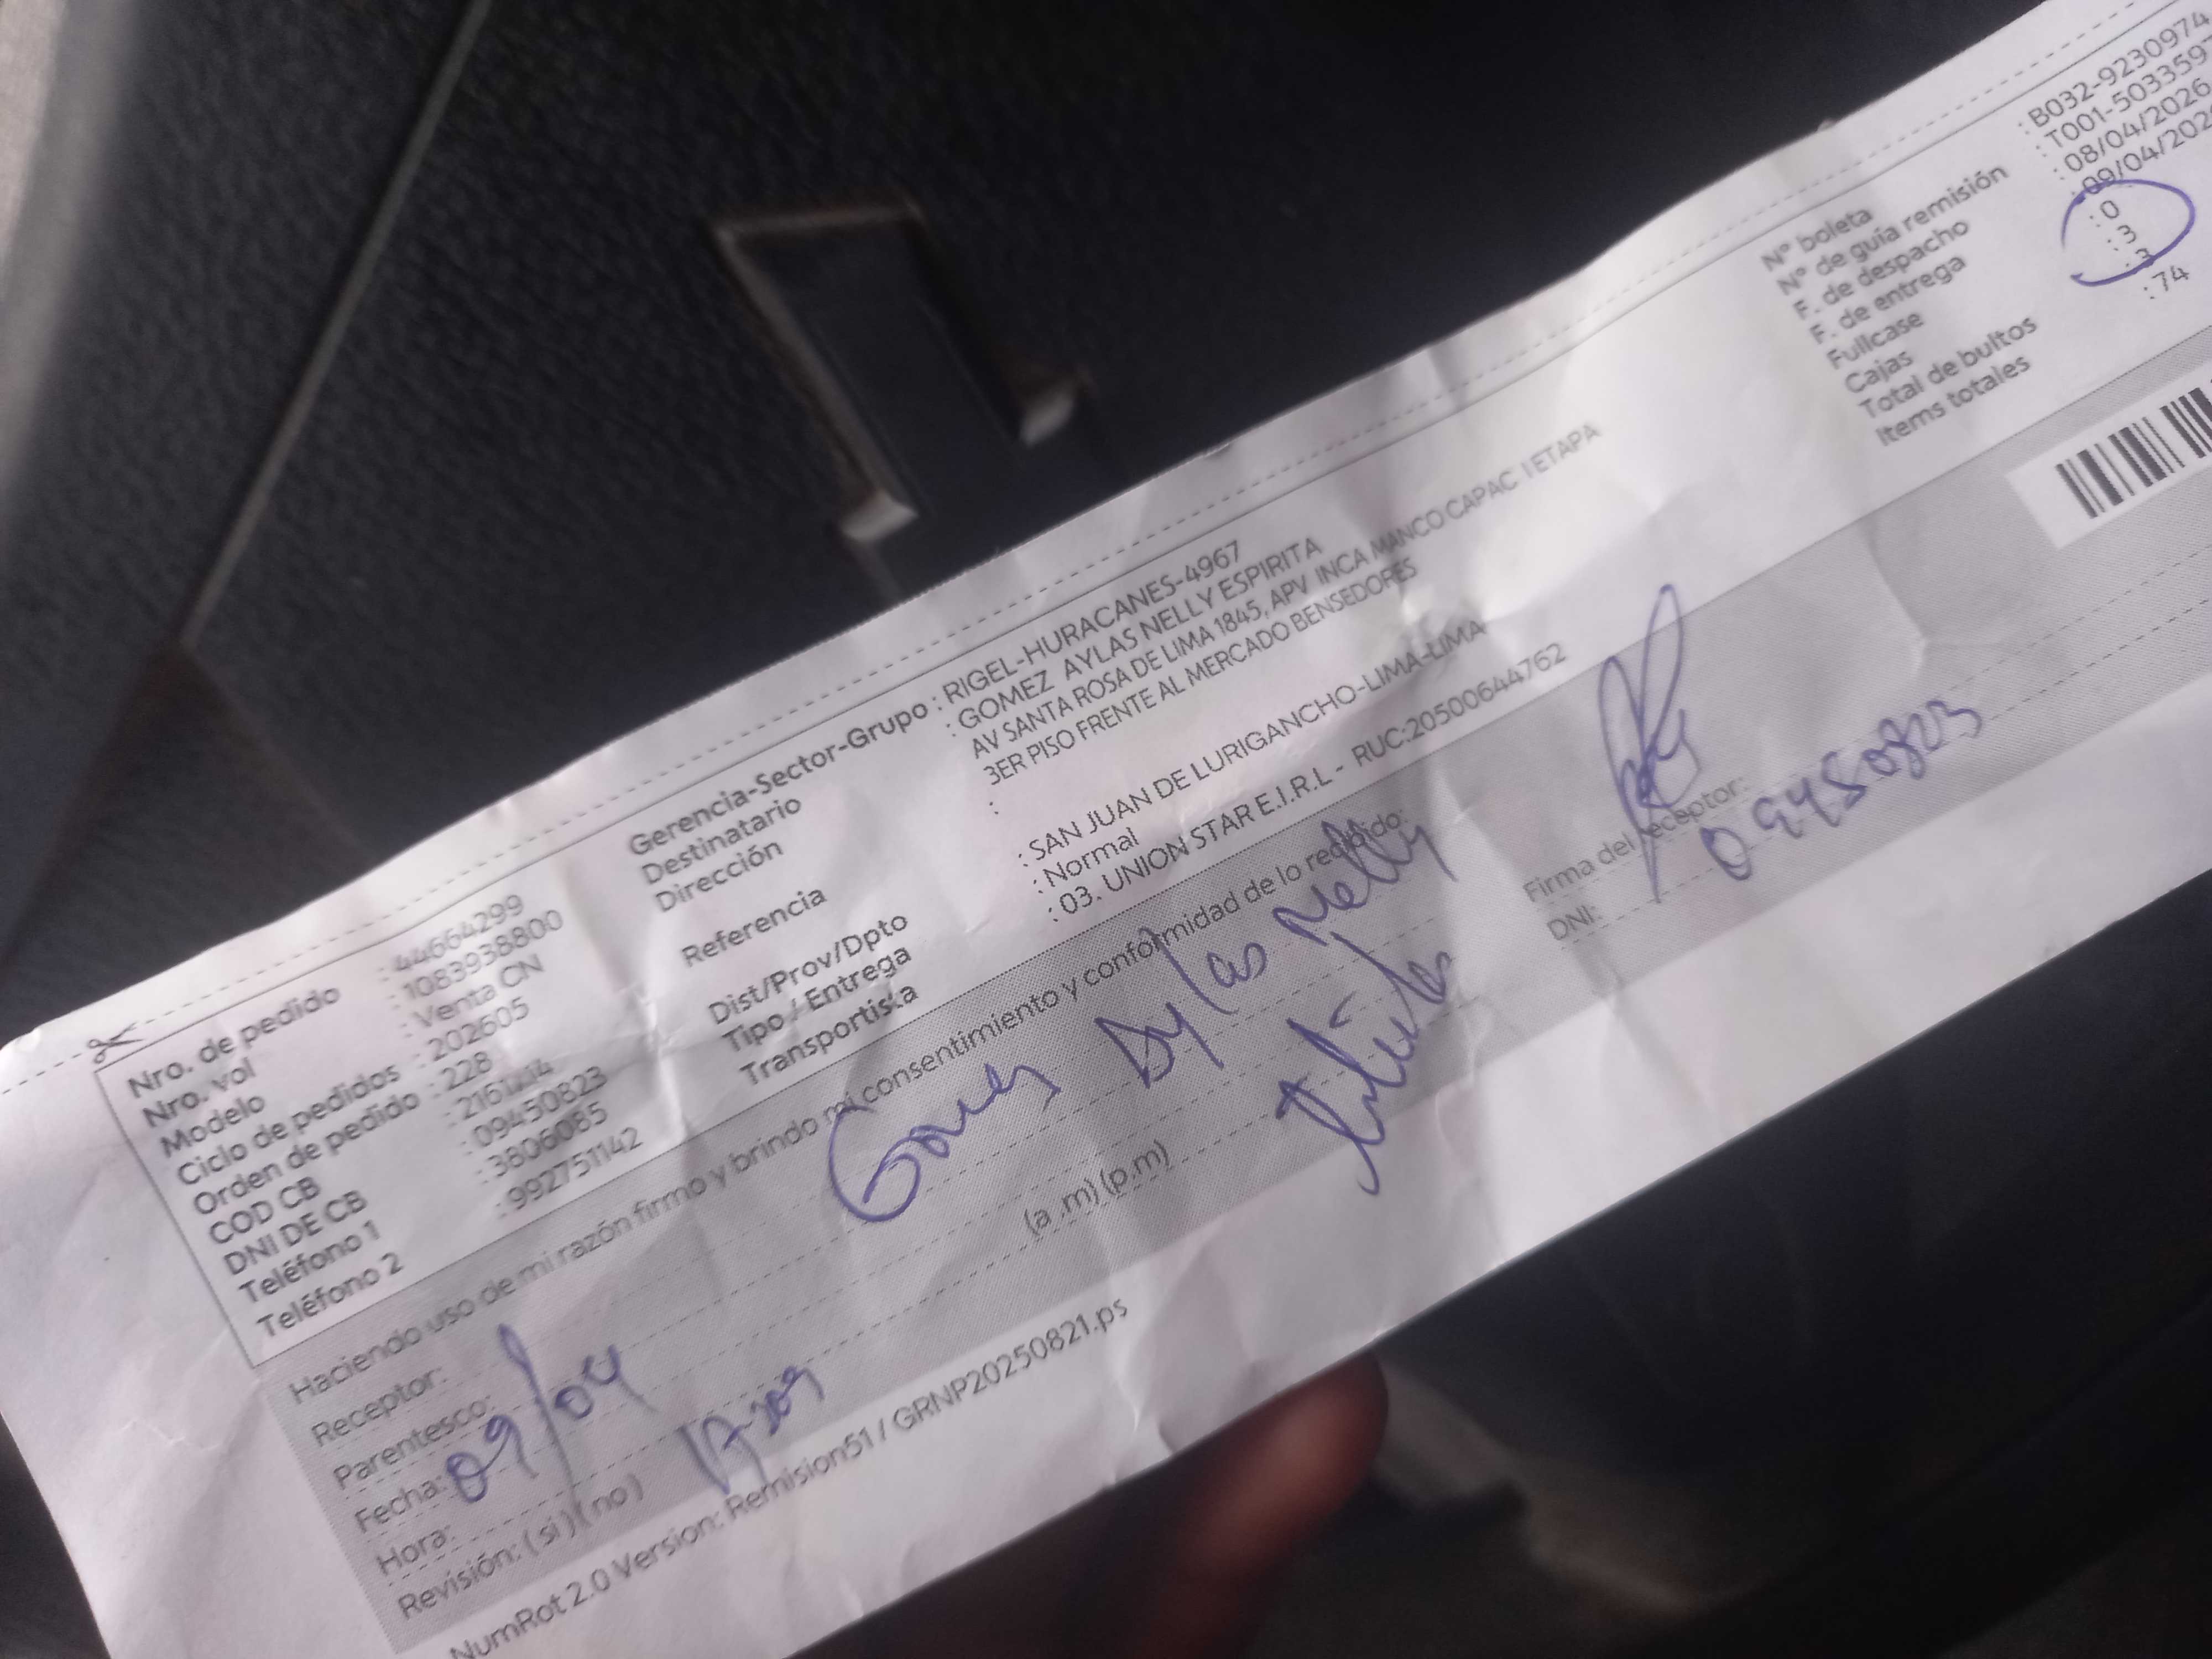 Nro. de pedido : 44664299
Nro. vol : 1083938800
Modelo : Venta CN
Ciclo de pedidos : 202605
Orden de pedido : 228
COD CB
DNI DE CB : 09450823
Teléfono 1 : 3806085
Teléfono 2 : 992751142
Gerencia-Sector-Grupo : RIGEL-HURACANES-4967
Destinatario : GOMEZ AYLAS NELLY ESPIRITA
Dirección AV SANTA ROSA DE LIMA 1845, APV INCA MANCO CAPAC I ETAPA
3ER PISO FRENTE AL MERCADO BENSEDORES
Referencia :
Dist/Prov/Dpto : SAN JUAN DE LURIGANCHO-LIMA-LIMA
Tipo / Entrega : Normal
Transportista : 03. UNION STAR E.I.R.L - RUC:20500644762
N° boleta : B032-9230974
N° de guía remisión : T001-503359
F. de despacho : 08/04/2026
F. de entrega : 09/04/202
Fullcase : 0
Cajas : 3
Total de bultos : 3
Items totales : 74
Haciendo uso de mi razón firmo y brindo mi consentimiento y conformidad de lo recibido:
Receptor: Gomez Aylas Nelly
Parentesco: Titular
Fecha: 09/04
Hora:
(a .m) (p.m)
Revisión: ( si ) ( no )
Firma del receptor:
DNI: 09450823
NumRot 2.0 Version: Remision51 / GRNP20250821.ps